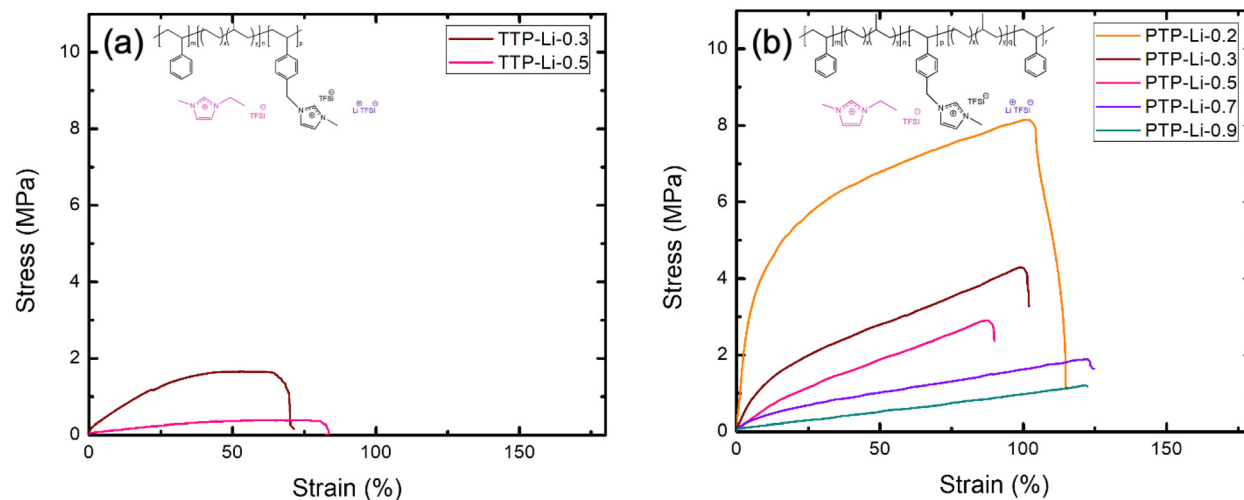 (a)
TTP-Li-0.3
TTP-Li-0.5
m x y n p
N N
TFSI
TFSI
N
N
Li TFSI
10
8
6
4
2
0
Stress (MPa)
0 50 100 150
Strain (%)
(b)
PTP-Li-0.2
PTP-Li-0.3
PTP-Li-0.5
PTP-Li-0.7
PTP-Li-0.9
m x y n p x y q r
N N
TFSI
TFSI
N
N
Li TFSI
10
8
6
4
2
0
Stress (MPa)
0 50 100 150
Strain (%)